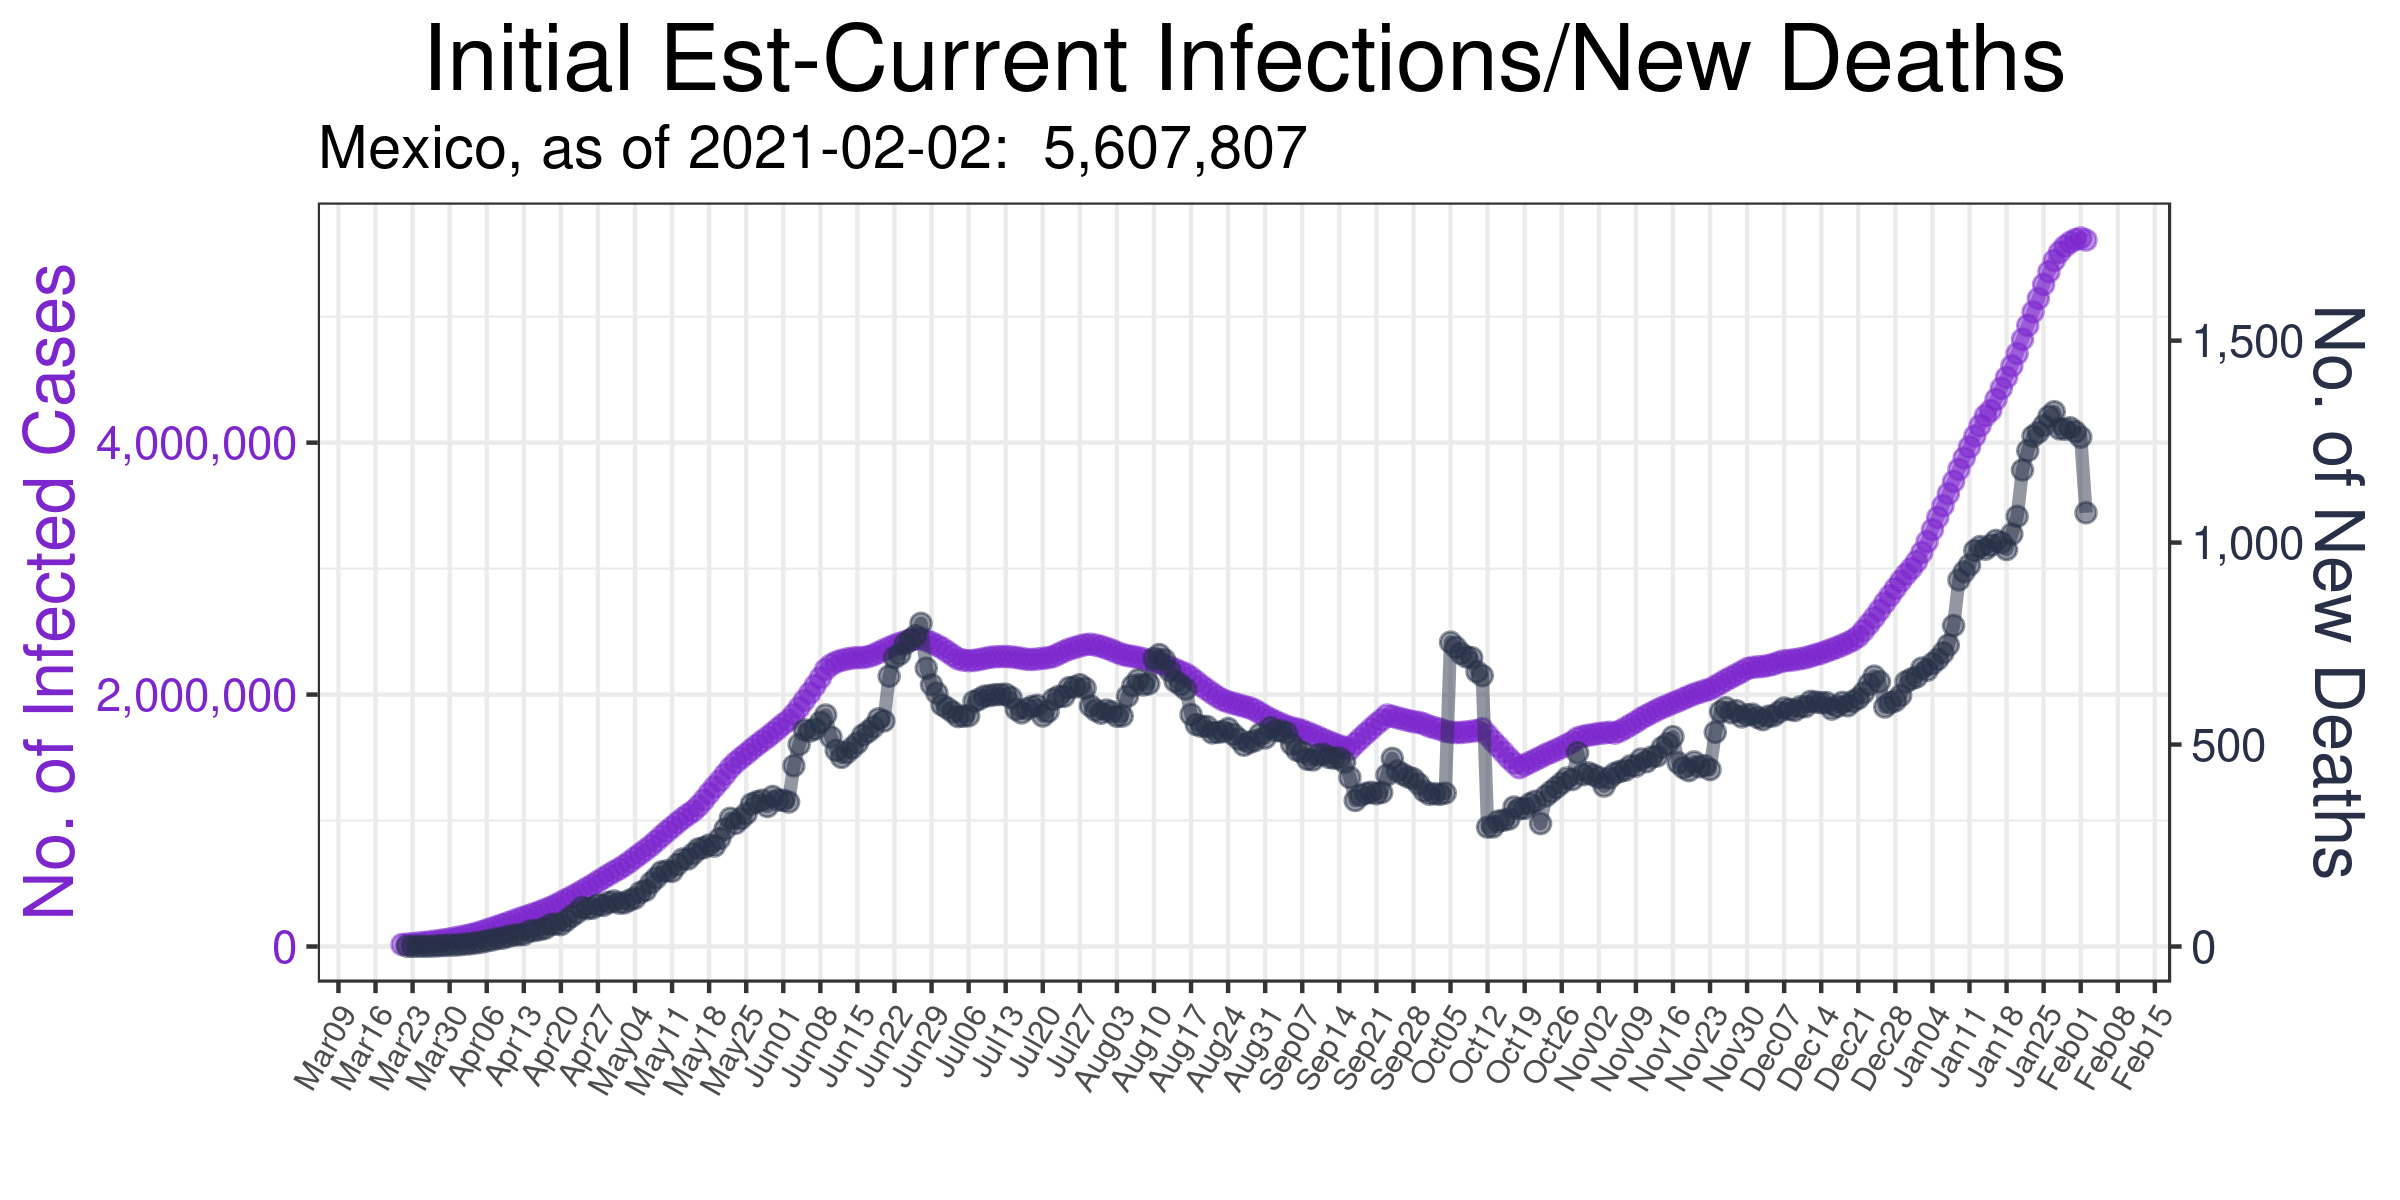 Initial Est-Current Infections/New Deaths
Mexico, as of 2021-02-02:  5,607,807
No. of Infected Cases
4,000,000
2,000,000
0
1,500
1,000
500
0
No. of New Deaths
Mar09
Mar16
Mar23
Mar30
Apr06
Apr13
Apr20
Apr27
May04
May11
May18
May25
Jun01
Jun08
Jun15
Jun22
Jun29
Jul06
Jul13
Jul20
Jul27
Aug03
Aug10
Aug17
Aug24
Aug31
Sep07
Sep14
Sep21
Sep28
Oct05
Oct12
Oct19
Oct26
Nov02
Nov09
Nov16
Nov23
Nov30
Dec07
Dec14
Dec21
Dec28
Jan04
Jan11
Jan18
Jan25
Feb01
Feb08
Feb15